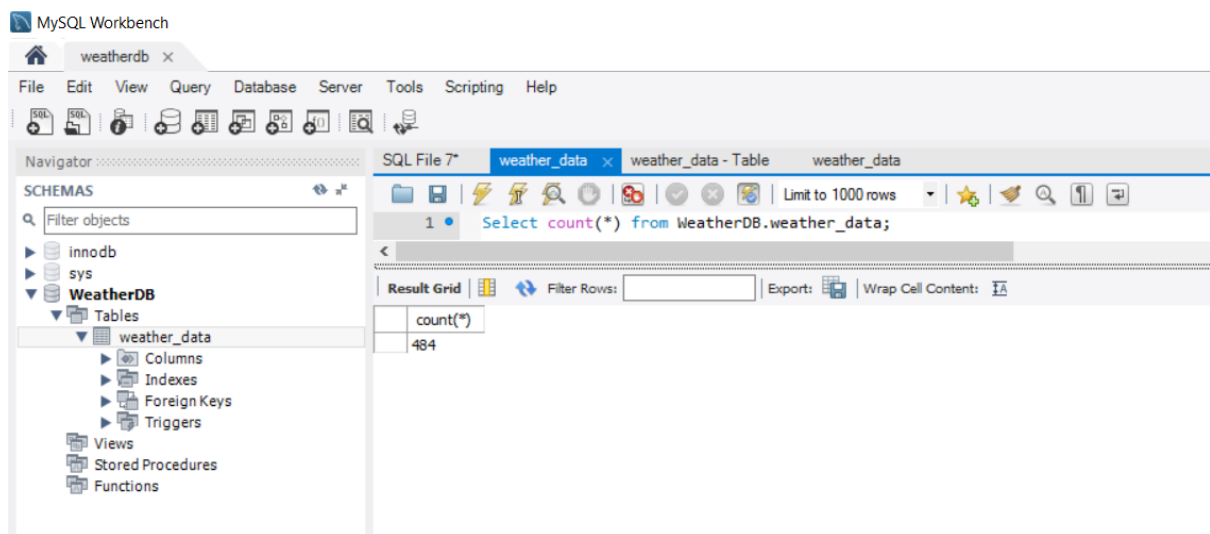 MySQL Workbench
weatherdb ×
File Edit View Query Database Server Tools Scripting Help
Navigator
SCHEMAS
Filter objects
innodb
sys
WeatherDB
Tables
weather_data
Columns
Indexes
Foreign Keys
Triggers
Views
Stored Procedures
Functions
SQL File 7* weather_data × weather_data - Table weather_data
Limit to 1000 rows
1 Select count(*) from WeatherDB.weather_data;
Result Grid Filter Rows: Export: Wrap Cell Content: IA
count(*)
484